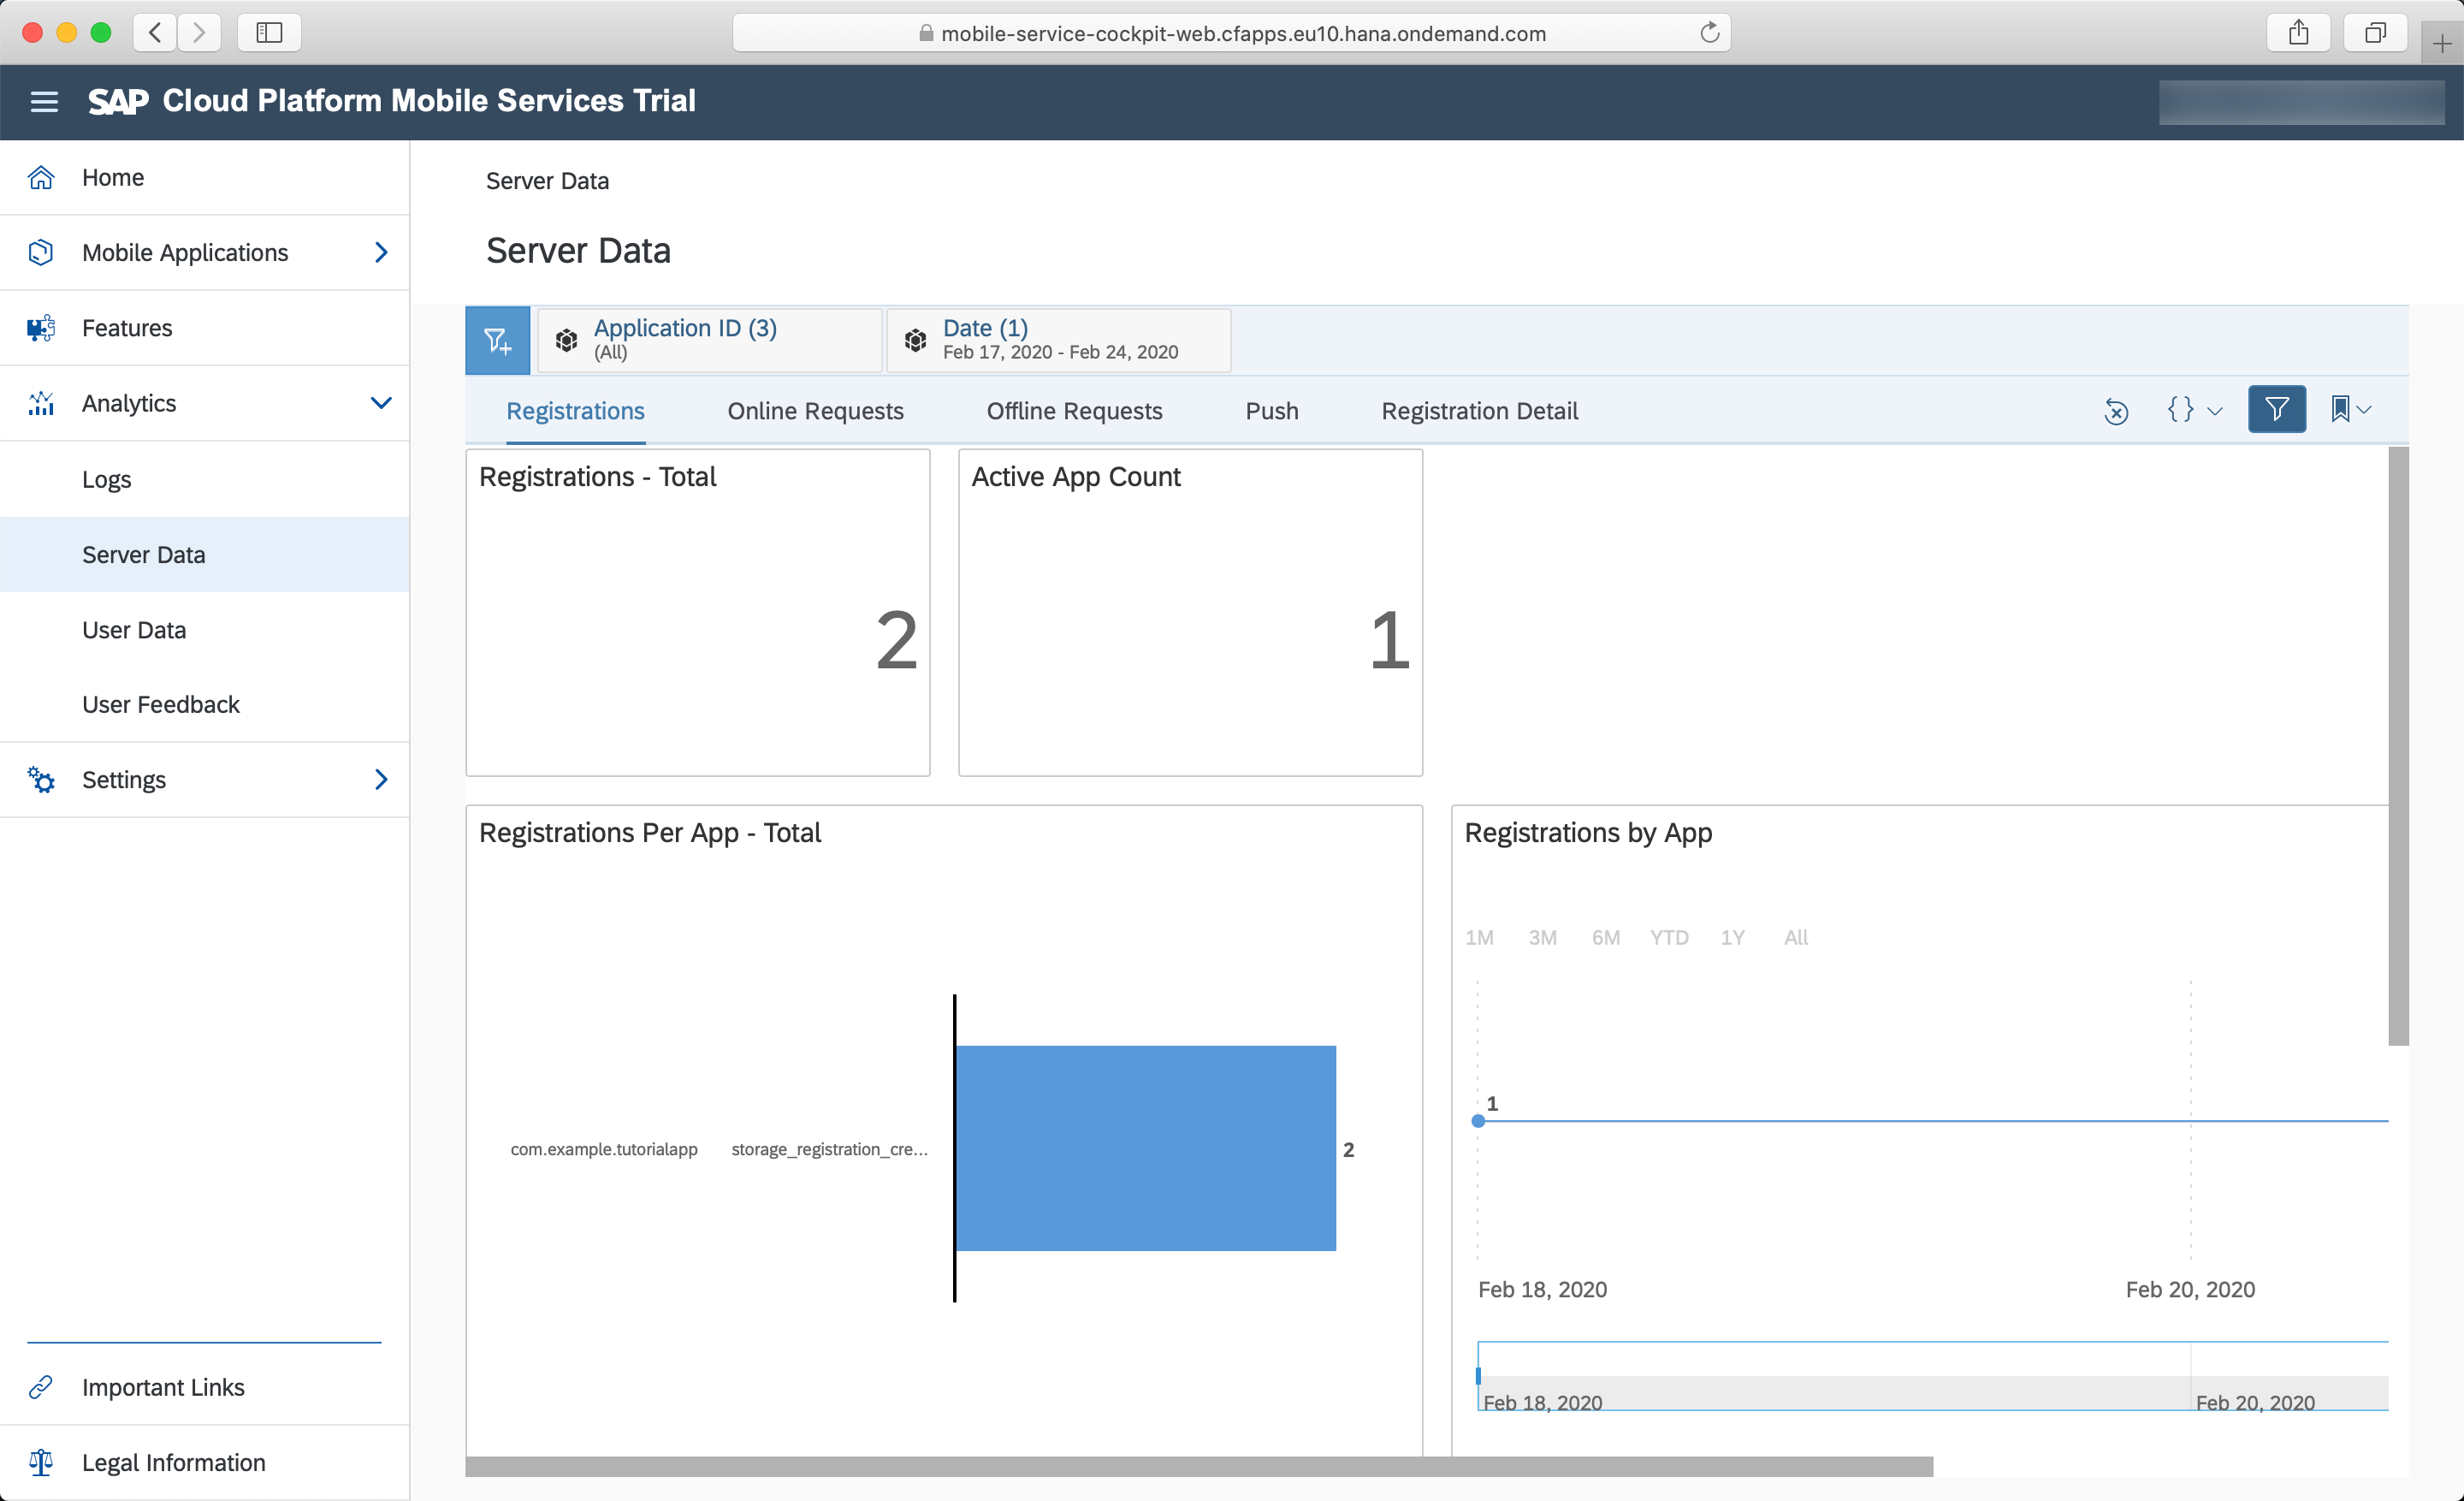 mobile-service-cockpit-web.cfapps.eu10.hana.ondemand.com
SAP Cloud Platform Mobile Services Trial
Home
Mobile Applications
Features
Analytics
Logs
Server Data
User Data
User Feedback
Settings
Important Links
Legal Information
Server Data
Server Data
Application ID (3)
(All)
Date (1)
Feb 17, 2020 - Feb 24, 2020
Registrations
Online Requests
Offline Requests
Push
Registration Detail
{ }
Registrations - Total
2
Active App Count
1
Registrations Per App - Total
com.example.tutorialapp
storage_registration_cre...
2
Registrations by App
1M 3M 6M YTD 1Y All
1
Feb 18, 2020
Feb 20, 2020
Feb 18, 2020
Feb 20, 2020